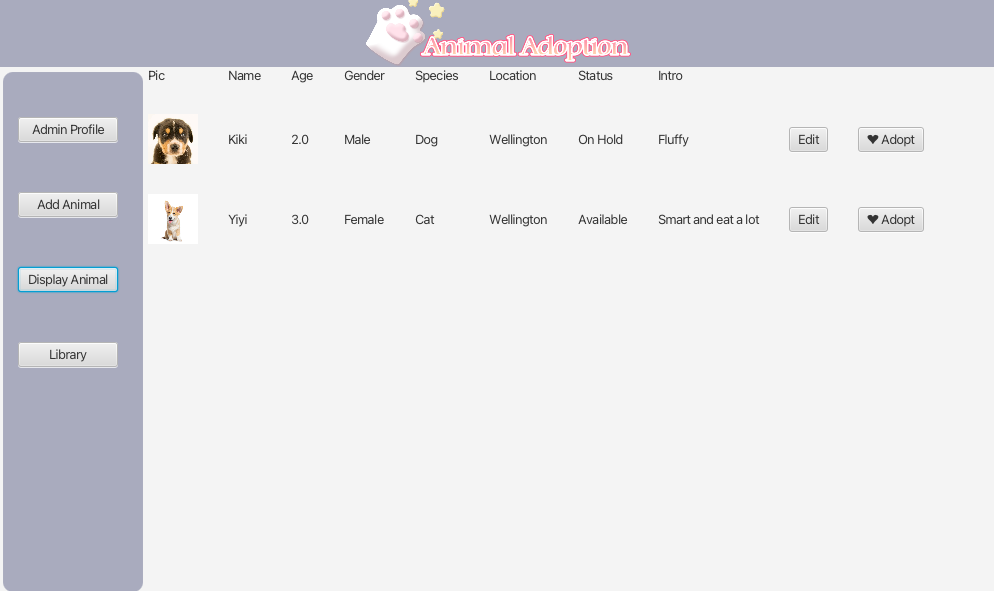 Animal Adoption
Pic Name Age Gender Species Location Status Intro
Admin Profile
Kiki 2.0 Male Dog Wellington On Hold Fluffy Edit ♥ Adopt
Add Animal
Yiyi 3.0 Female Cat Wellington Available Smart and eat a lot Edit ♥ Adopt
Display Animal
Library